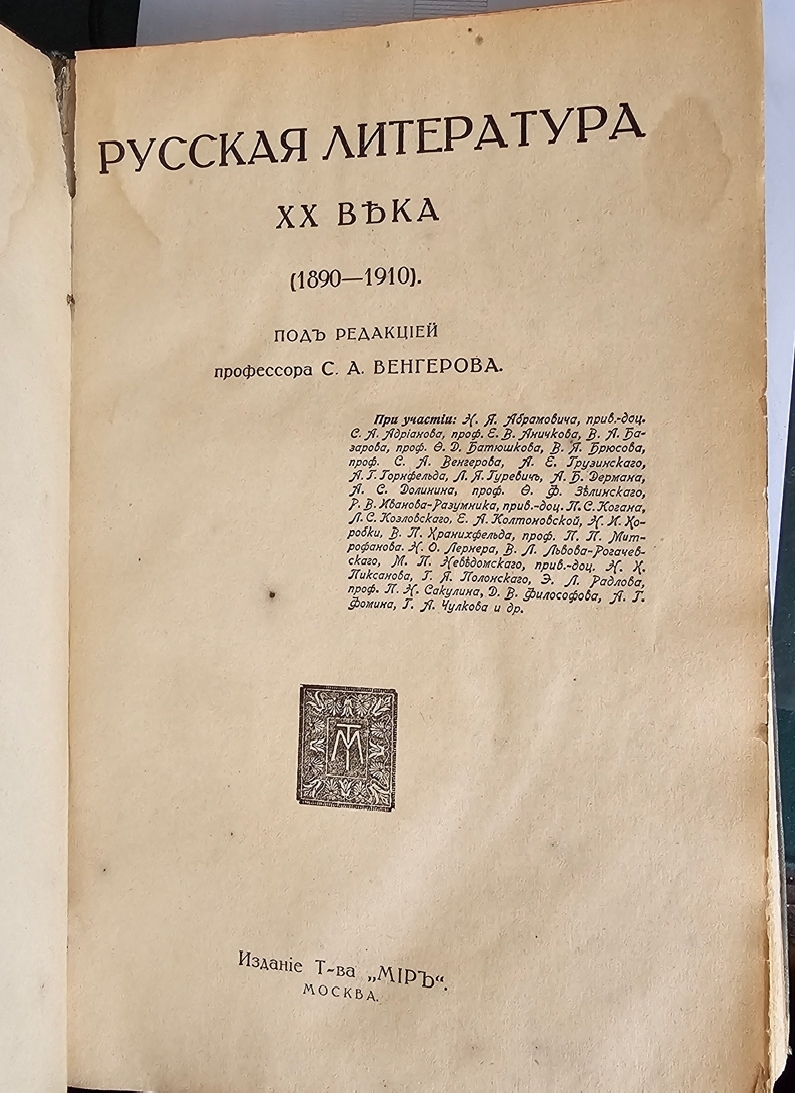 РУССКАЯ ЛИТЕРАТУРА
XX ВѢКА
(1890—1910).
ПОДЪ РЕДАКЦІЕЙ
профессора С. А. ВЕНГЕРОВА.
При участіи: Н. Я. Абрамовича, прив.-доц.
С. А. Адріанова, проф. Е. В. Аничкова, В. А. Ба-
зарова, проф. Ѳ. Д. Батюшкова, В. Я. Брюсова,
проф. С. А. Венгерова, А. Е. Грузинскаго,
А. Г. Горнфельда, Л. Я. Гуревичъ, А. Б. Дермана,
А. С. Долинина, проф. Ѳ. Ф. Зѣлинскаго,
Р. В. Иванова-Разумника, прив.-доц. П. С. Когана,
Л. С. Козловскаго, Е. А. Колтоновской, Н. И. Ко-
робки, В. П. Кранихфельда, проф. П. П. Мит-
рофанова. Н. О. Лернера, В. Л. Львова-Рогачев-
скаго, М. П. Невѣдомскаго, прив.-доц. Н. К.
Пиксанова, Г. Я. Полонскаго, Э. Л. Радлова,
проф. П. Н. Сакулина, Д. В. Философова, А. Г.
Фомина, Г. А. Чулкова и др.
ТМ
Изданіе Т-ва „МІРЪ“.
МОСКВА.